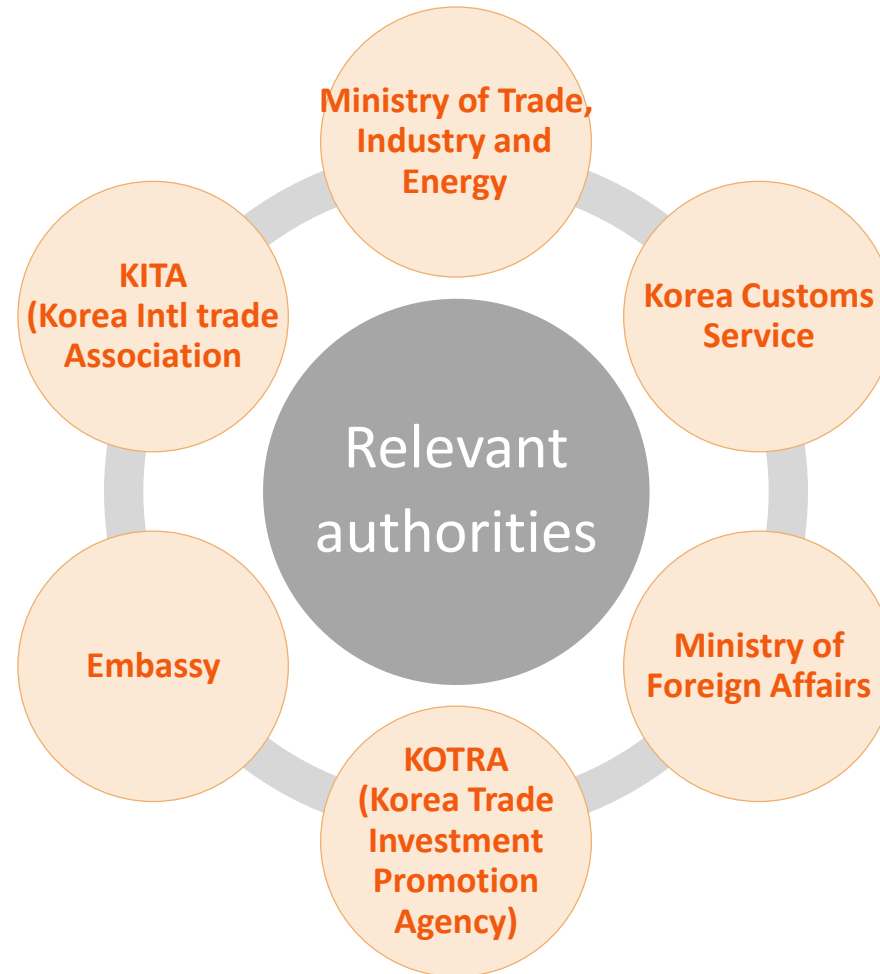 Ministry of Trade,
Industry and
Energy
KITA
(Korea Intl trade
Association
Korea Customs
Service
Relevant
authorities
Embassy
Ministry of
Foreign Affairs
KOTRA
(Korea Trade
Investment
Promotion
Agency)